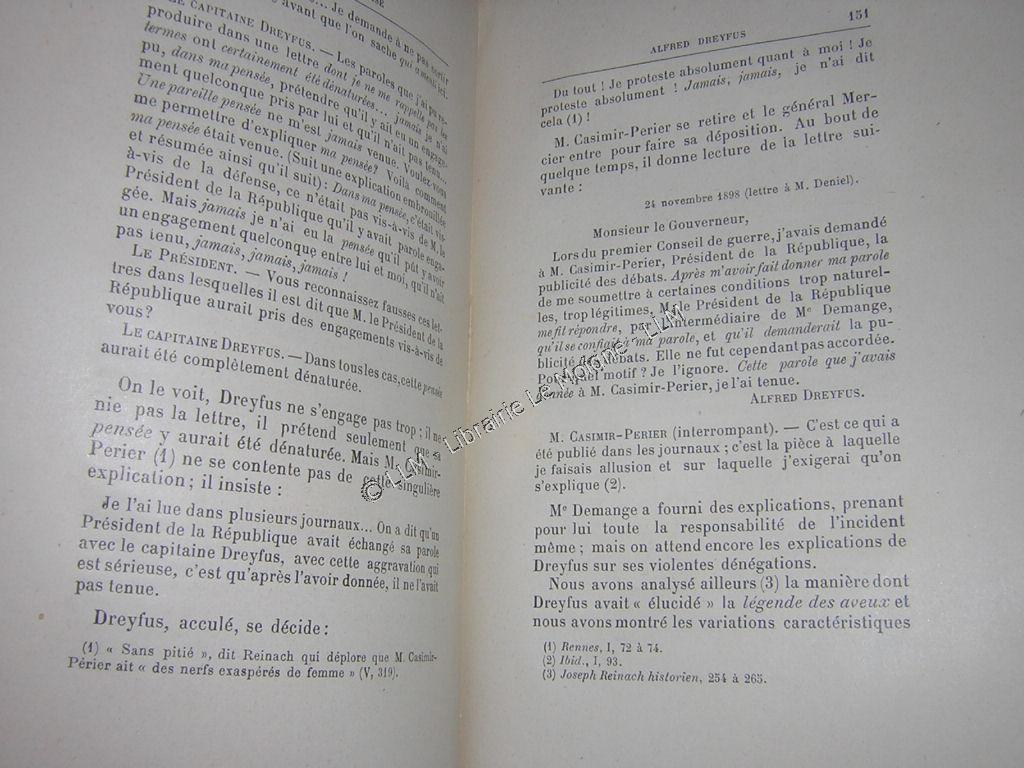 ... Je demande à ne pas sortir
avant que l'on sache qui a menti ici.
LE CAPITAINE DREYFUS. — Les paroles que j'ai pu re-
produire dans une lettre dont je ne me rappelle pas les
termes ont certainement été dénaturées... jamais je n'ai
pu, dans ma pensée, prétendre qu'il y ait eu un engage-
ment quelconque pris par lui et qu'il n'ait pas tenu...
Une pareille pensée ne m'est jamais venue. Voulez-vous
me permettre d'expliquer ma pensée? Voilà comment
ma pensée était venue. (Suit une explication embrouillée
et résumée ainsi qu'il suit): Dans ma pensée, c'était vis-
à-vis de la défense, ce n'était pas vis-à-vis de M. le
Président de la République qu'il y avait parole enga-
gée. Mais jamais je n'ai eu la pensée qu'il pût y avoir
un engagement quelconque entre lui et moi, qu'il n'ait
pas tenu, jamais, jamais, jamais!
LE PRÉSIDENT. — Vous reconnaissez fausses ces let-
tres dans lesquelles il est dit que M. le Président de la
République aurait pris des engagements vis-à-vis de
vous?
LE CAPITAINE DREYFUS. — Dans tous les cas, cette pensée
aurait été complètement dénaturée.
On le voit, Dreyfus ne s'engage pas trop; il ne
nie pas la lettre, il prétend seulement que sa
pensée y aurait été dénaturée. Mais M. Casimir-
Perier (1) ne se contente pas de cette singulière
explication; il insiste:
Je l'ai lue dans plusieurs journaux... On a dit qu'un
Président de la République avait échangé sa parole
avec le capitaine Dreyfus, avec cette aggravation qui
est sérieuse, c'est qu'après l'avoir donnée, il ne l'avait
pas tenue.
Dreyfus, acculé, se décide:
(1) « Sans pitié », dit Reinach qui déplore que M. Casimir-
Périer ait « des nerfs exaspérés de femme » (V, 319).
ALFRED DREYFUS 151
Du tout! Je proteste absolument quant à moi! Je
proteste absolument! Jamais, jamais, je n'ai dit
cela (1)!
M. Casimir-Perier se retire et le général Mer-
cier entre pour faire sa déposition. Au bout de
quelque temps, il donne lecture de la lettre sui-
vante:
24 novembre 1898 (lettre à M. Deniel).
Monsieur le Gouverneur,
Lors du premier Conseil de guerre, j'avais demandé
à M. Casimir-Perier, Président de la République, la
publicité des débats. Après m'avoir fait donner ma parole
de me soumettre à certaines conditions trop naturel-
les, trop légitimes, M. le Président de la République
me fit répondre, par l'intermédiaire de Me Demange,
qu'il se confiait à ma parole, et qu'il demanderait la pu-
blicité des débats. Elle ne fut cependant pas accordée.
Pour quel motif? Je l'ignore. Cette parole que j'avais
donnée à M. Casimir-Perier, je l'ai tenue.
ALFRED DREYFUS.
M. CASIMIR-PERIER (interrompant). — C'est ce qui a
été publié dans les journaux; c'est la pièce à laquelle
je faisais allusion et sur laquelle j'exigerai qu'on
s'explique (2).
Me Demange a fourni des explications, prenant
pour lui toute la responsabilité de l'incident
même; mais on attend encore les explications de
Dreyfus sur ses violentes dénégations.
Nous avons analysé ailleurs (3) la manière dont
Dreyfus avait « élucidé » la légende des aveux et
nous avons montré les variations caractéristiques
(1) Rennes, I, 72 à 74.
(2) Ibid., I, 93.
(3) Joseph Reinach historien, 254 à 265.
© LLM Librairie Le Moine LLM